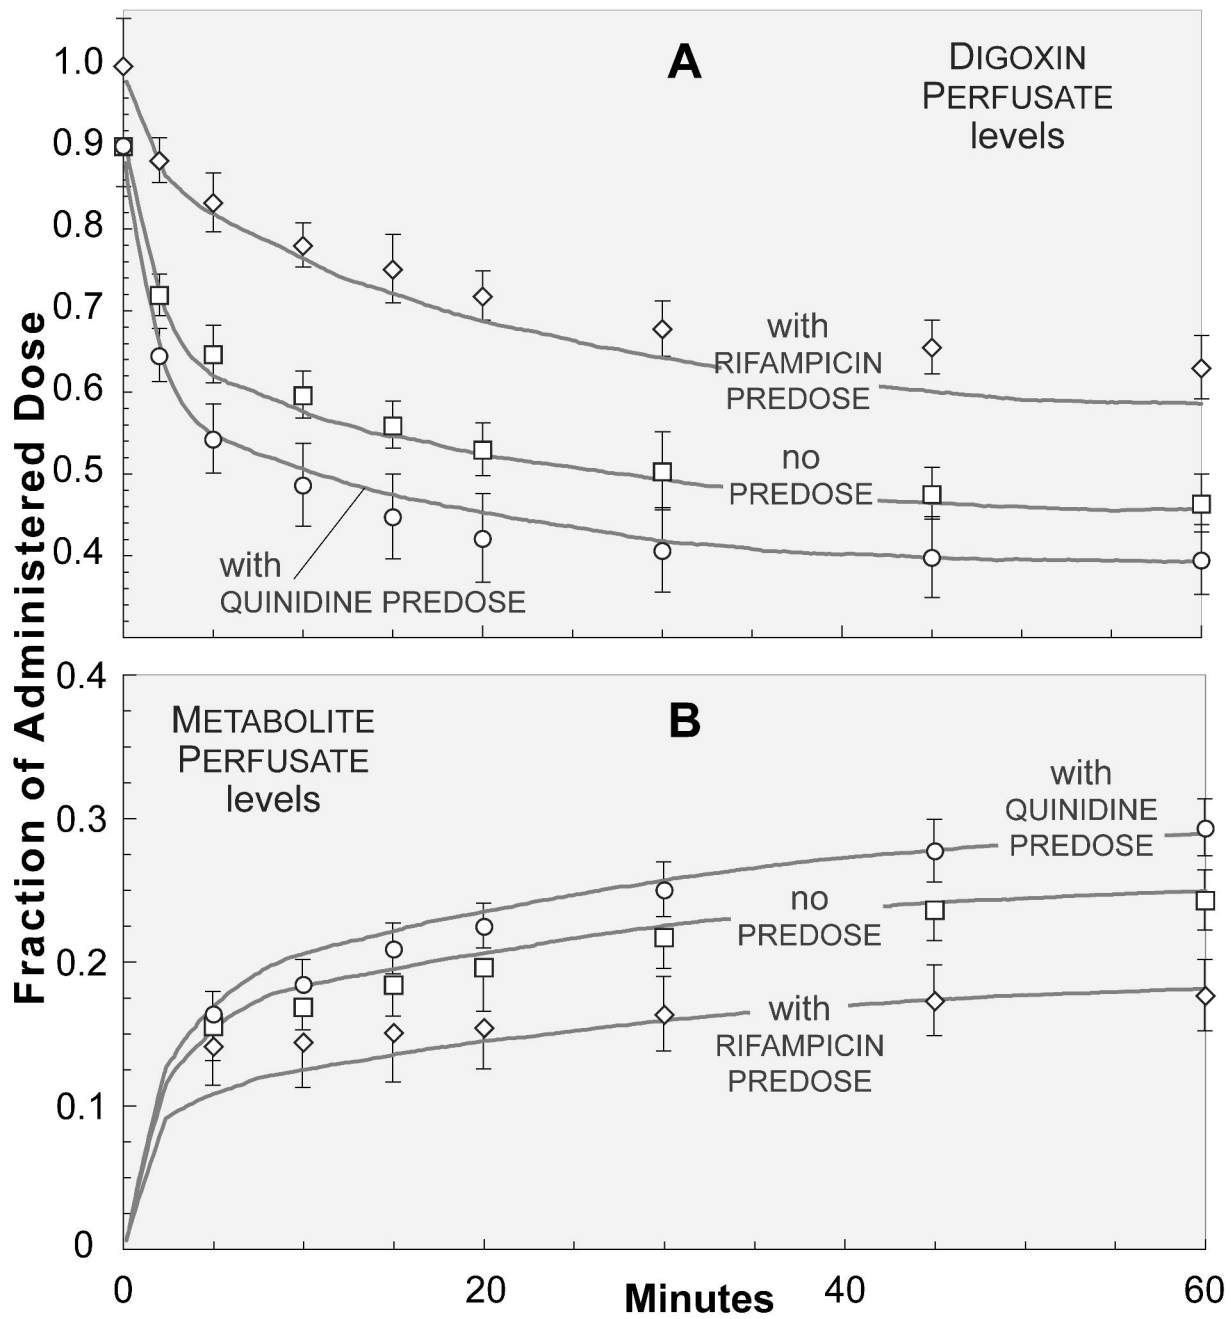 Fraction of Administered Dose
1.0
0.9
0.8
0.7
0.6
0.5
0.4
A
DIGOXIN
PERFUSATE
levels
with
RIFAMPICIN
PREDOSE
no
PREDOSE
with
QUINIDINE PREDOSE
0.4
0.3
0.2
0.1
0
METABOLITE
PERFUSATE
levels
B
with
QUINIDINE
PREDOSE
no
PREDOSE
with
RIFAMPICIN
PREDOSE
0
20
40
60
Minutes